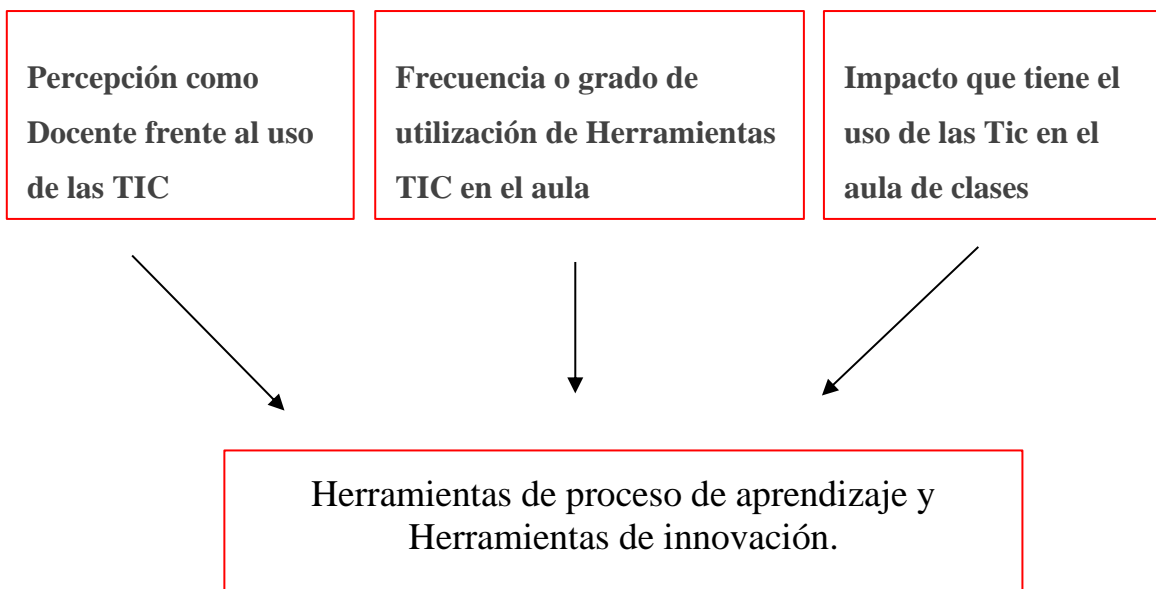 Percepción como
Docente frente al uso
de las TIC
Frecuencia o grado de
utilización de Herramientas
TIC en el aula
Impacto que tiene el
uso de las Tic en el
aula de clases
Herramientas de proceso de aprendizaje y
Herramientas de innovación.